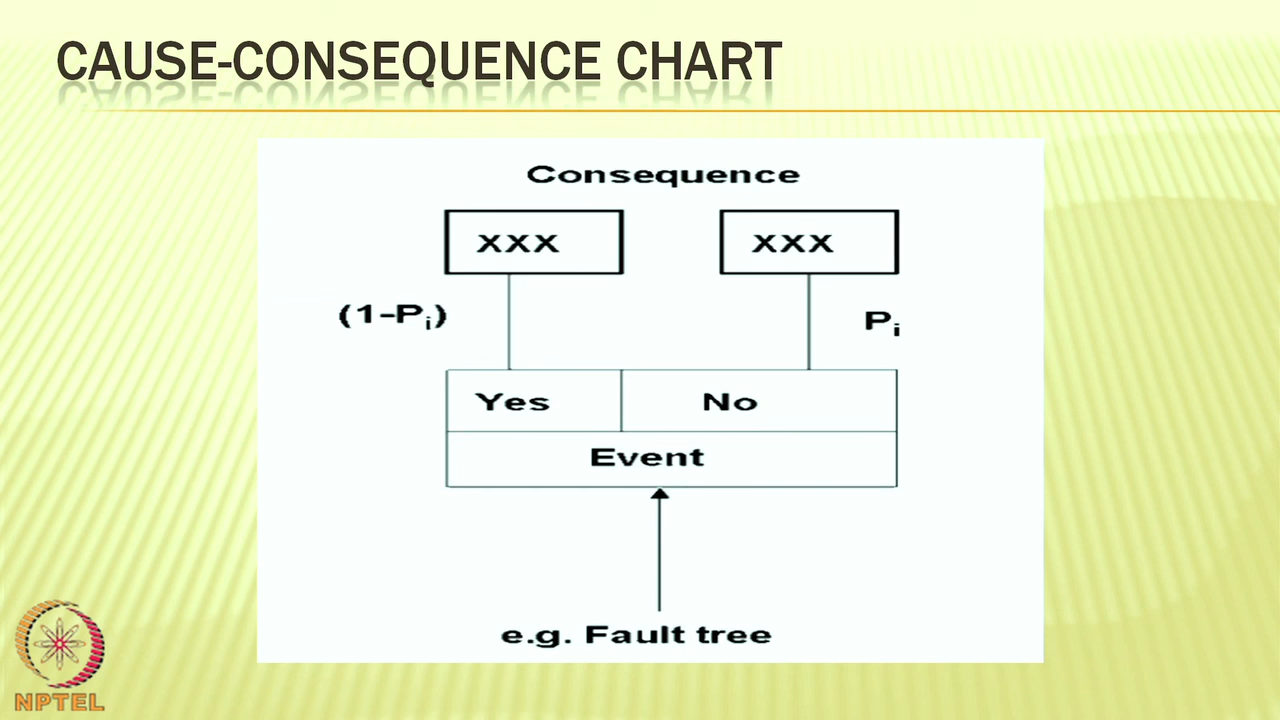 CAUSE-CONSEQUENCE CHART
Consequence
xxx xxx
(1-Pi) Pi
Yes No
Event
e.g. Fault tree
NPTEL